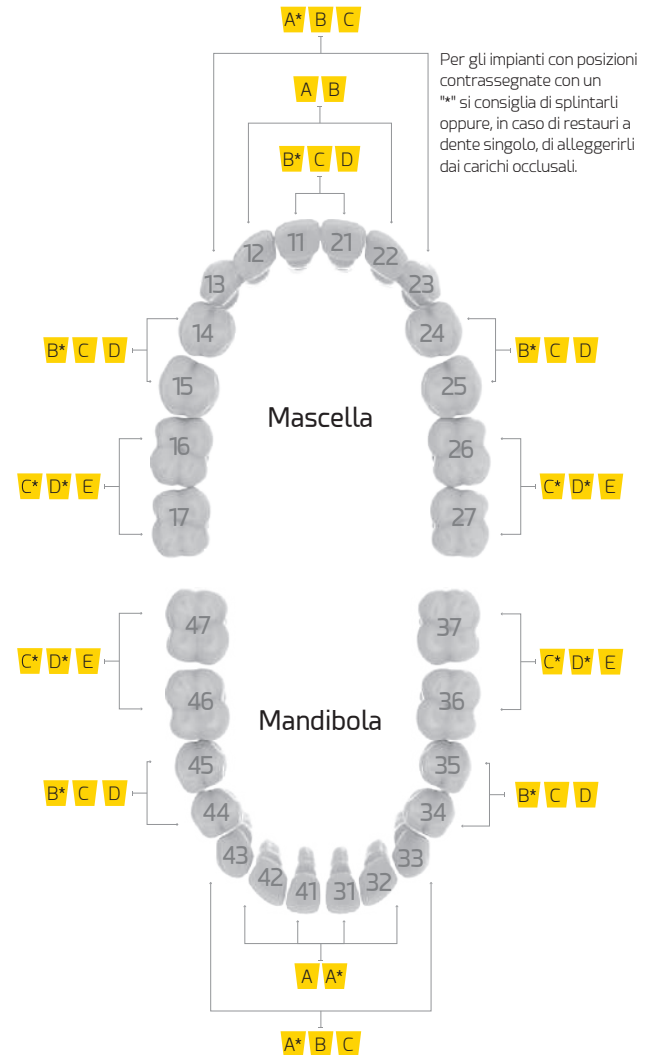 A* B C
Per gli impianti con posizioni
contrassegnate con un
"*" si consiglia di splintarli
oppure, in caso di restauri a
dente singolo, di alleggerirli
dai carichi occlusali.
A B
B* C D
11 21
12 22
13 23
14 24
B* C D B* C D
15 25
Mascella
16 26
C* D* E C* D* E
17 27
47 37
C* D* E C* D* E
46 36
Mandibola
45 35
B* C D B* C D
44 34
43 33
42 32
41 31
A A*
A* B C